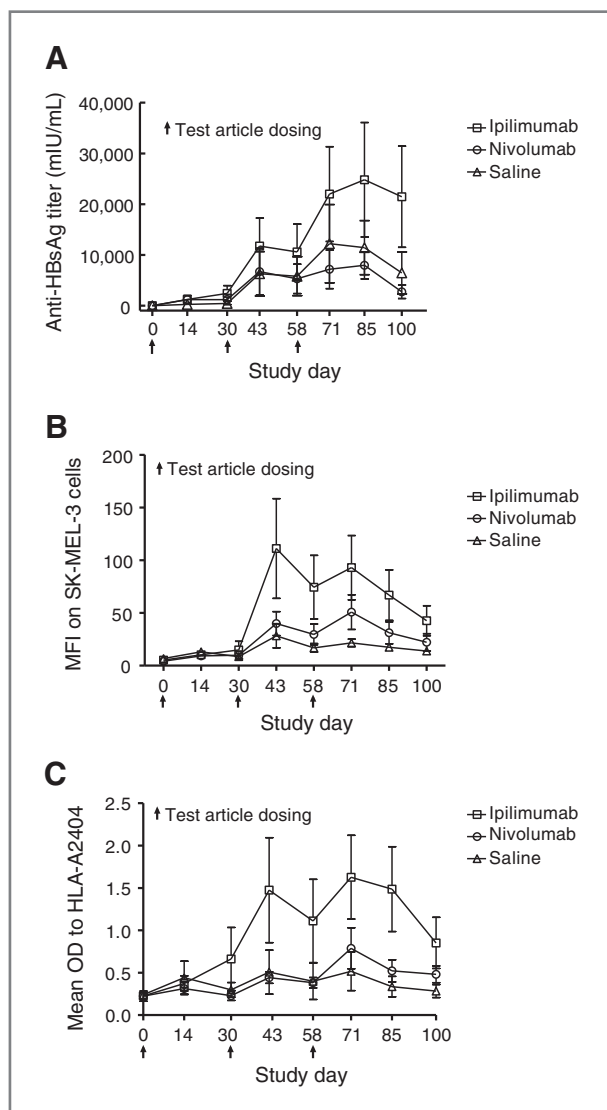 A
Anti-HBsAg titer (mIU/mL)
40,000
30,000
20,000
10,000
0
Test article dosing
Ipilimumab
Nivolumab
Saline
0 14 30 43 58 71 85 100
Study day
B
MFI on SK-MEL-3 cells
200
150
100
50
0
Test article dosing
Ipilimumab
Nivolumab
Saline
0 14 30 43 58 71 85 100
Study day
C
Mean OD to HLA-A2404
2.5
2.0
1.5
1.0
0.5
0.0
Test article dosing
Ipilimumab
Nivolumab
Saline
0 14 30 43 58 71 85 100
Study day